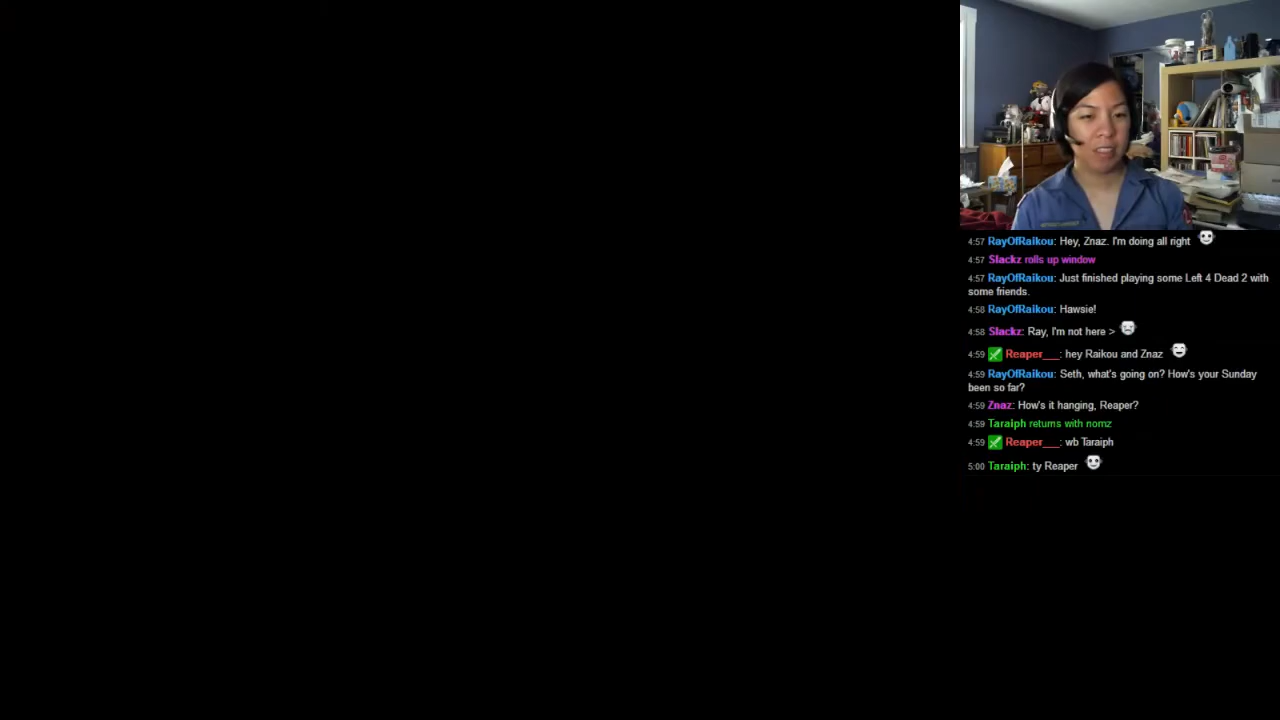 4:57 RayOfRaikou: Hey, Znaz. I'm doing all right
4:57 Slackz rolls up window
4:57 RayOfRaikou: Just finished playing some Left 4 Dead 2 with
some friends.
4:58 RayOfRaikou: Hawsie!
4:58 Slackz: Ray, I'm not here >
4:59 Reaper___: hey Raikou and Znaz
4:59 RayOfRaikou: Seth, what's going on? How's your Sunday
been so far?
4:59 Znaz: How's it hanging, Reaper?
4:59 Taraiph returns with nomz
4:59 Reaper___: wb Taraiph
5:00 Taraiph: ty Reaper